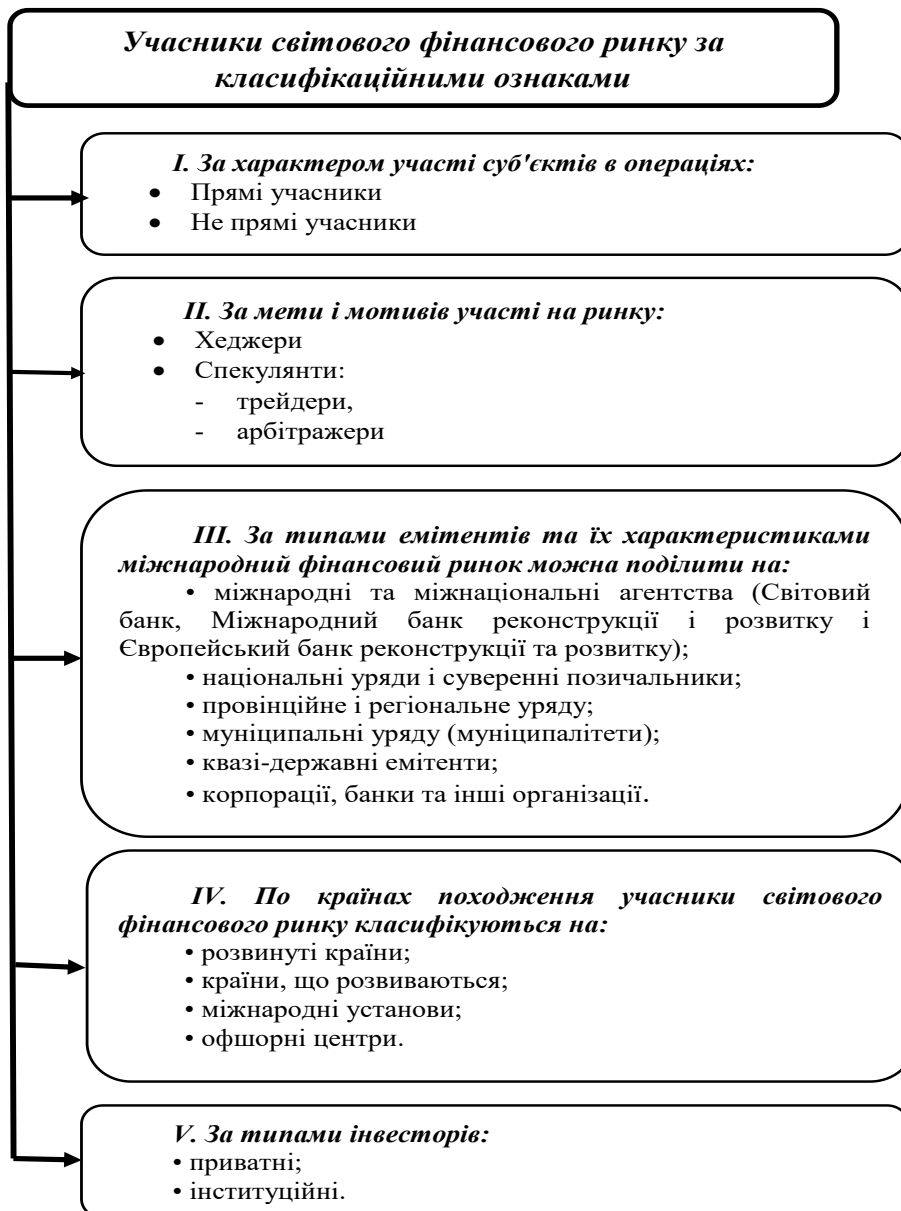 Учасники світового фінансового ринку за
класифікаційними ознаками
I. За характером участі суб'єктів в операціях:
• Прямі учасники
• Не прямі учасники
II. За мети і мотивів участі на ринку:
• Хеджери
• Спекулянти:
- трейдери,
- арбітражери
III. За типами емітентів та їх характеристиками
міжнародний фінансовий ринок можна поділити на:
• міжнародні та міжнаціональні агентства (Світовий
банк, Міжнародний банк реконструкції і розвитку і
Європейський банк реконструкції та розвитку);
• національні уряди і суверенні позичальники;
• провінційне і регіональне уряду;
• муніципальні уряду (муніципалітети);
• квазі-державні емітенти;
• корпорації, банки та інші організації.
IV. По країнах походження учасники світового
фінансового ринку класифікуються на:
• розвинуті країни;
• країни, що розвиваються;
• міжнародні установи;
• офшорні центри.
V. За типами інвесторів:
• приватні;
• інституційні.